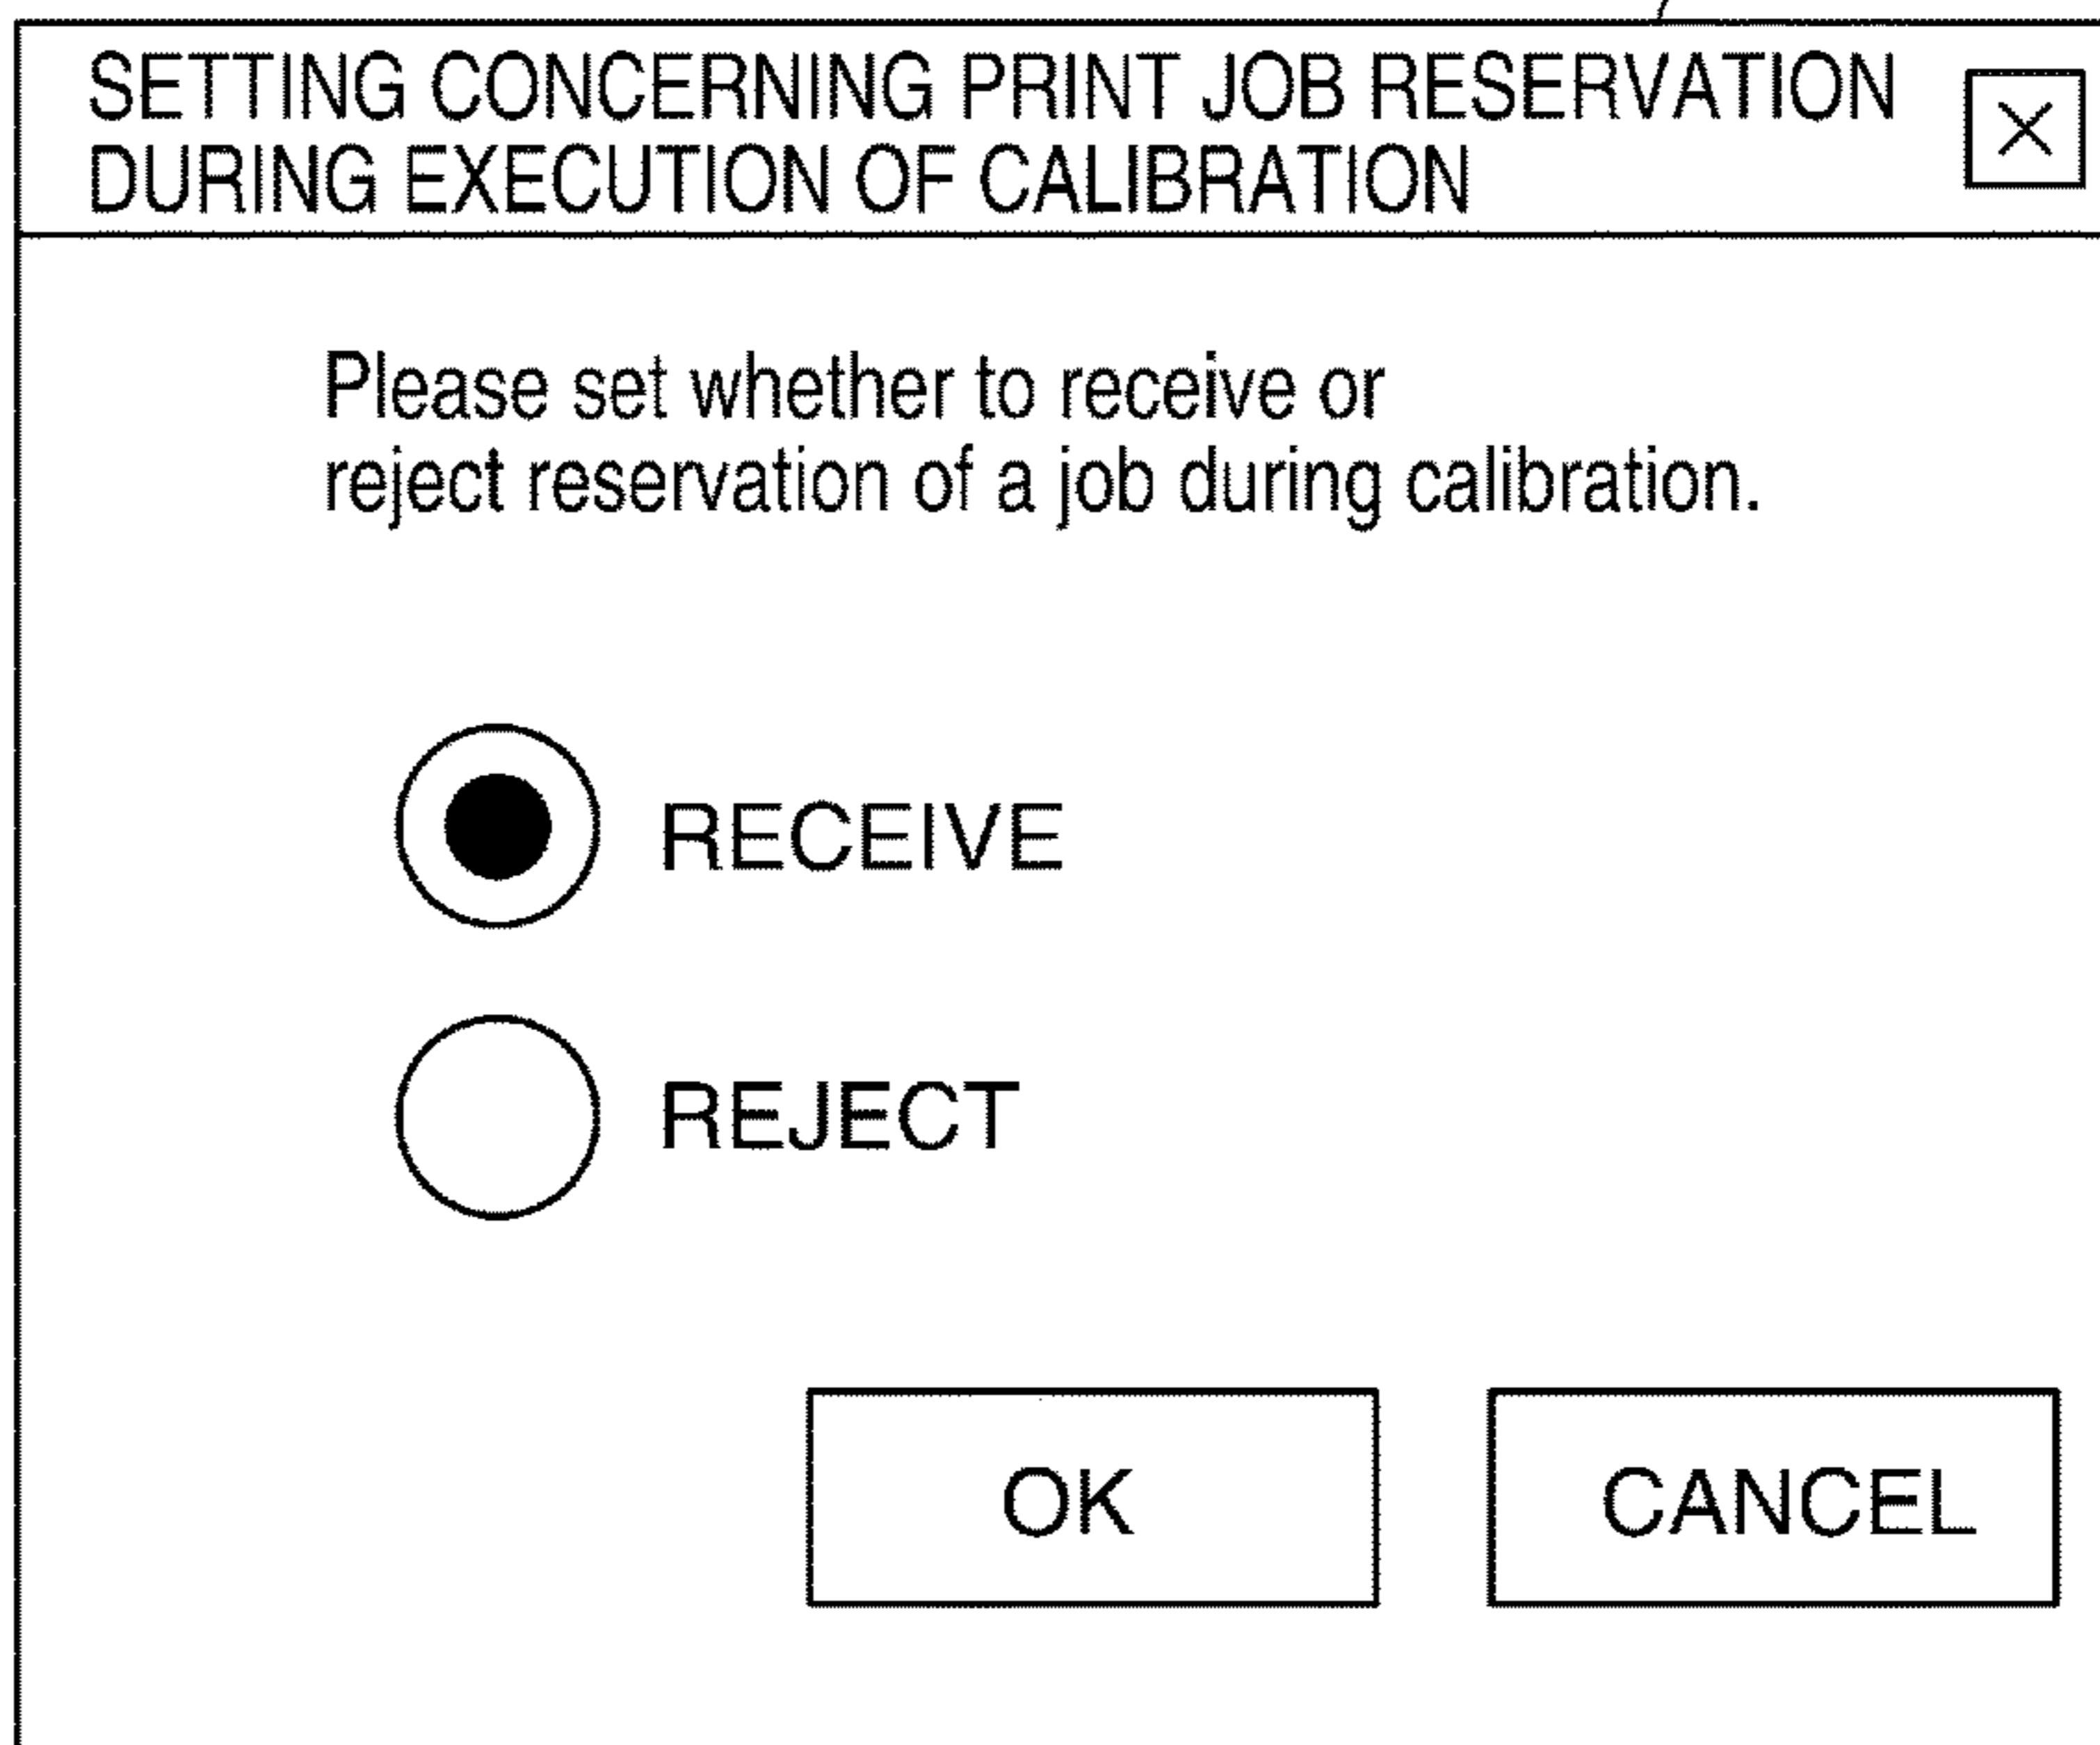 SETTING CONCERNING PRINT JOB RESERVATION
DURING EXECUTION OF CALIBRATION
Please set whether to receive or
reject reservation of a job during calibration.
RECEIVE
REJECT
OK
CANCEL